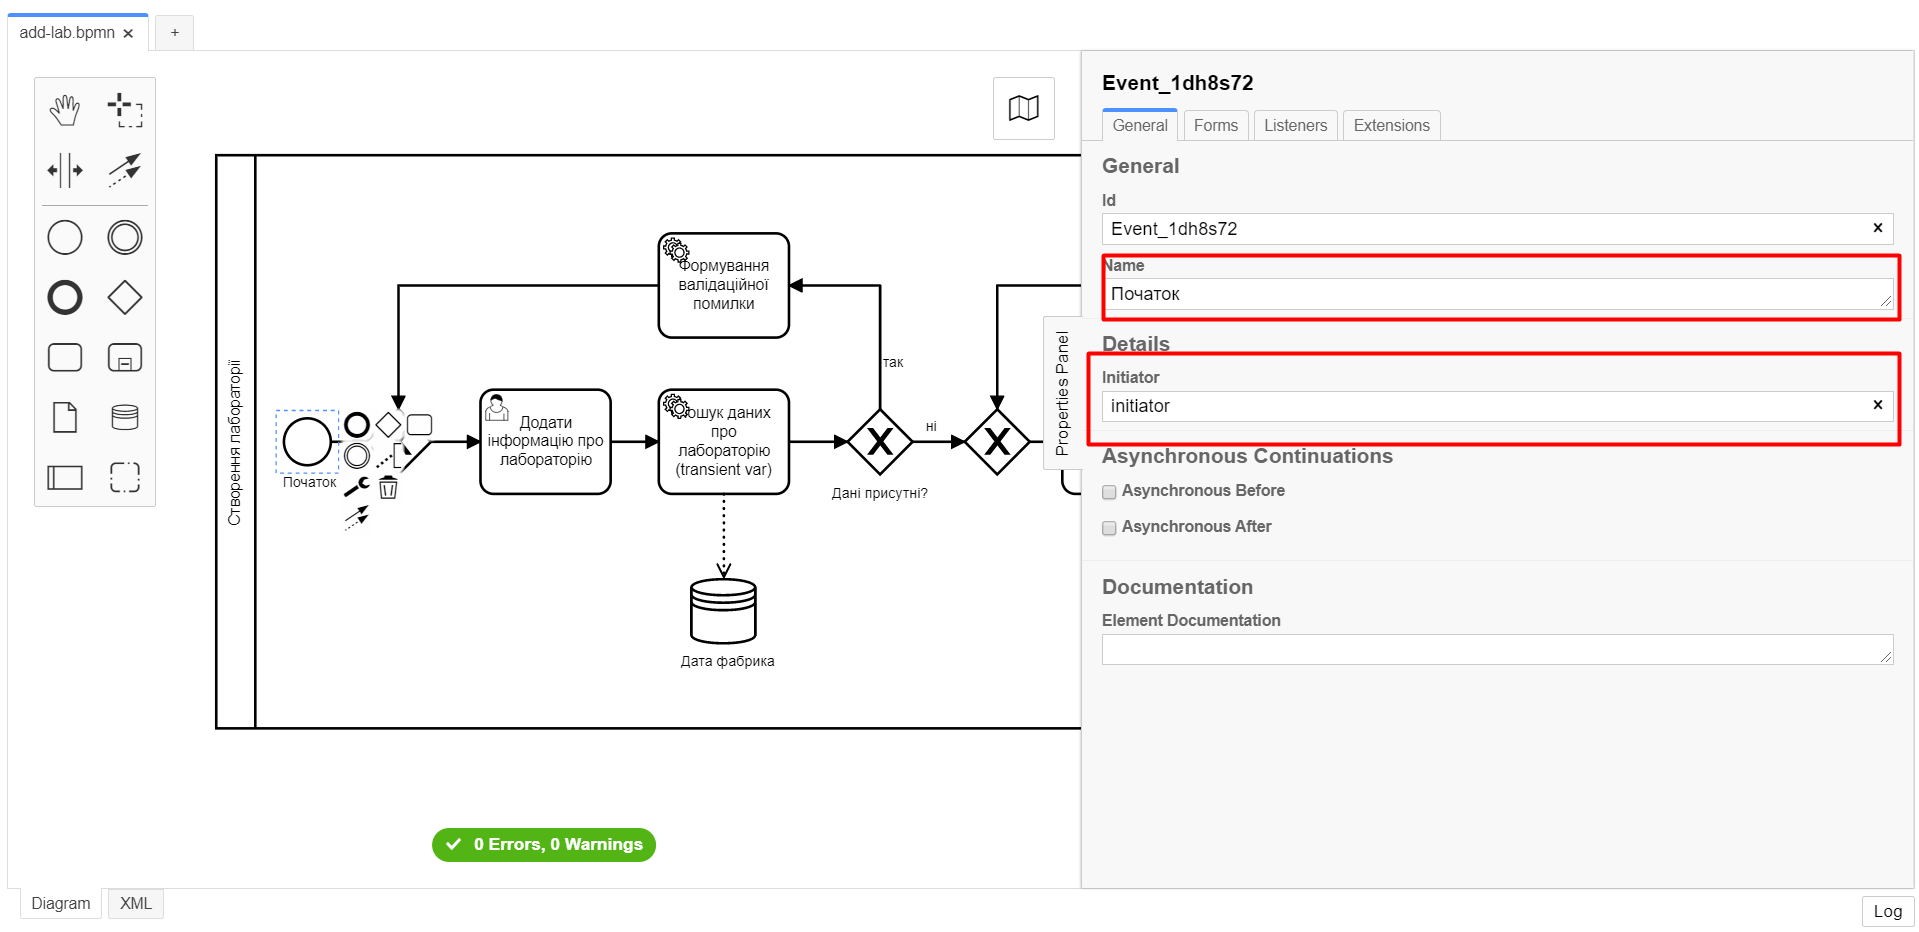 add-lab.bpmn
+
Створення лабораторії
Початок
Формування
валідаційної
помилки
Додати
інформацію про
лабораторію
даних
про
лабораторію
(transient var)
Дата фабрика
так
ні
Дані присутні?
0 Errors, 0 Warnings
Diagram
XML
Properties Panel
Event_1dh8s72
General
Forms
Listeners
Extensions
General
Id
Event_1dh8s72
Name
Початок
Details
Initiator
initiator
Asynchronous Continuations
Asynchronous Before
Asynchronous After
Documentation
Element Documentation
Log